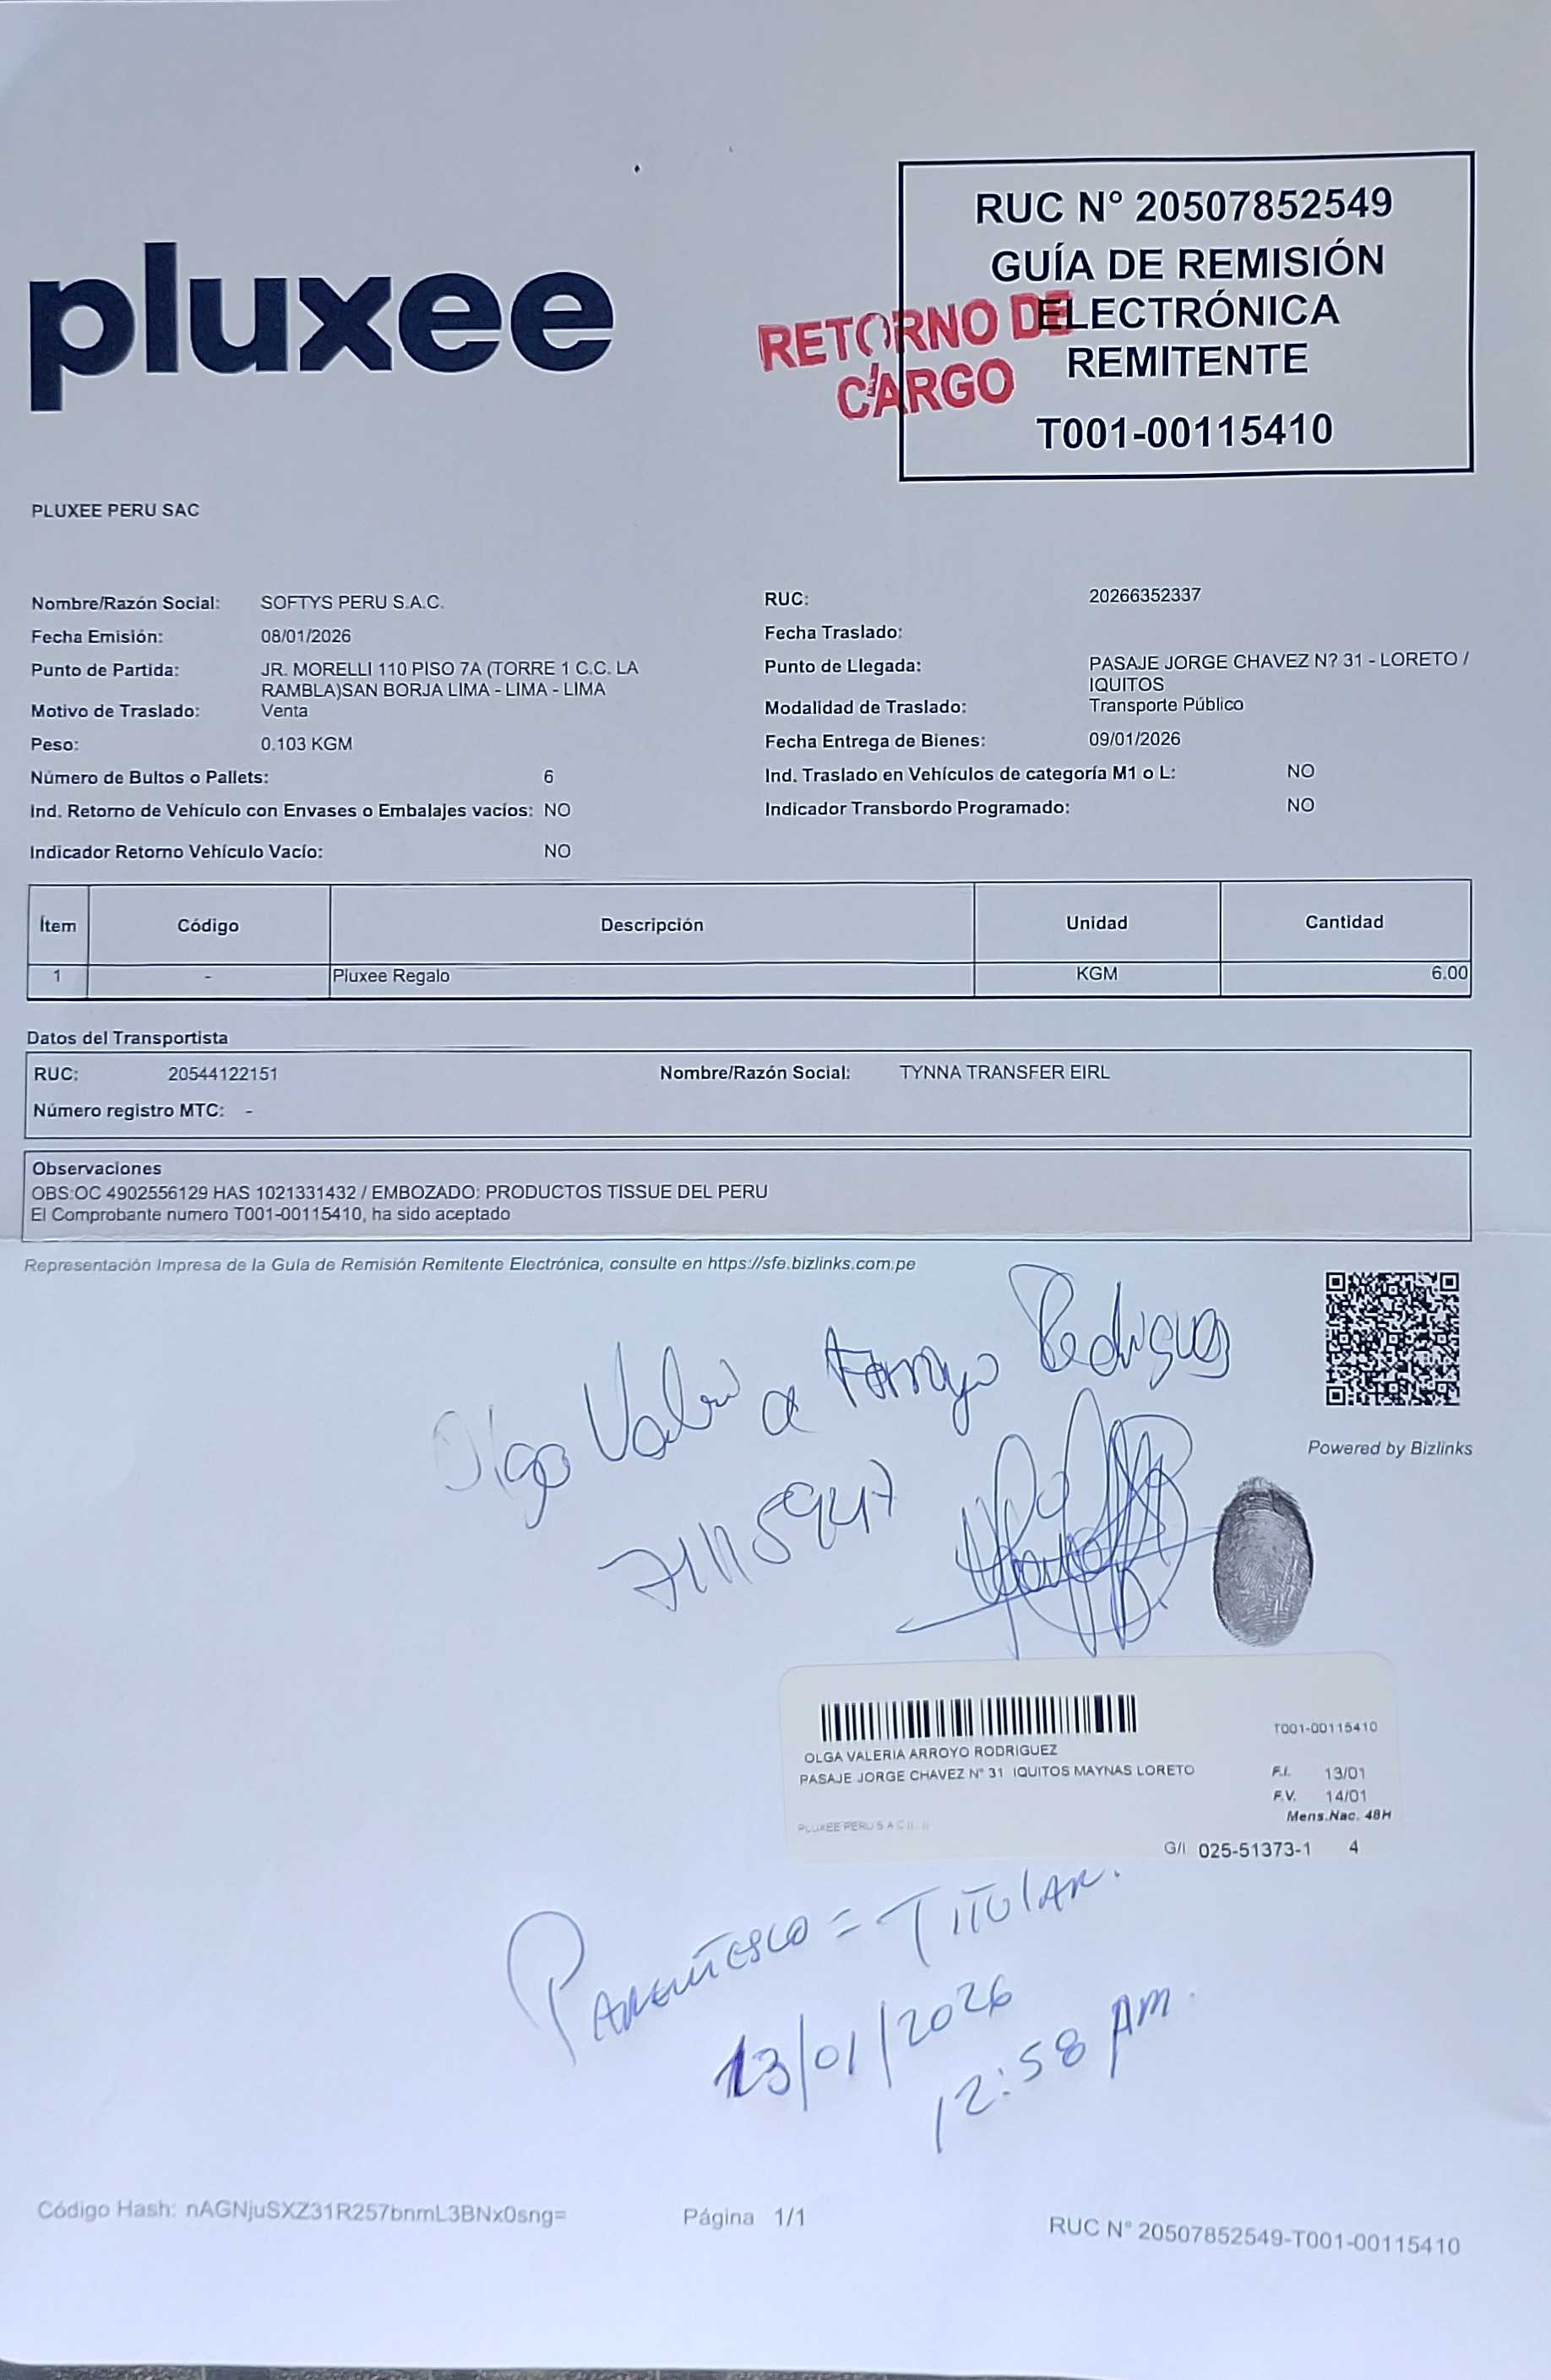 RUC N° 20507852549
GUÍA DE REMISIÓN
ELECTRÓNICA
REMITENTE
T001-00115410
pluxee
RETORNO DE
CARGO
PLUXEE PERU SAC
Nombre/Razón Social: SOFTYS PERU S.A.C.
RUC: 20266352337
Fecha Emisión: 08/01/2026
Fecha Traslado:
Punto de Partida: JR. MORELLI 110 PISO 7A (TORRE 1 C.C. LA
RAMBLA)SAN BORJA LIMA - LIMA - LIMA
Punto de Llegada: PASAJE JORGE CHAVEZ N? 31 - LORETO /
IQUITOS
Motivo de Traslado: Venta
Modalidad de Traslado: Transporte Público
Peso: 0.103 KGM
Fecha Entrega de Bienes: 09/01/2026
Número de Bultos o Pallets: 6
Ind. Traslado en Vehículos de categoría M1 o L: NO
Ind. Retorno de Vehículo con Envases o Embalajes vacíos: NO
Indicador Transbordo Programado: NO
Indicador Retorno Vehículo Vacío: NO
Ítem Código Descripción Unidad Cantidad
1 - Pluxee Regalo KGM 6.00
Datos del Transportista
RUC: 20544122151 Nombre/Razón Social: TYNNA TRANSFER EIRL
Número registro MTC: -
Observaciones
OBS:OC 4902556129 HAS 1021331432 / EMBOZADO: PRODUCTOS TISSUE DEL PERU
El Comprobante numero T001-00115410, ha sido aceptado
Representación Impresa de la Guía de Remisión Remitente Electrónica, consulte en https://sfe.bizlinks.com.pe
Olga Valeria Arroyo Rodriguez
Powered by Bizlinks
T001-00115410
OLGA VALERIA ARROYO RODRIGUEZ
PASAJE JORGE CHAVEZ N° 31 IQUITOS MAYNAS LORETO
F.I. 13/01
F.V. 14/01
Mens.Nac. 48H
PLUXEE PERU S A C
G/I 025-51373-1 4
PARENTESCO = TITULAR.
13/01/2026
12:58 AM.
Código Hash: nAGNjuSXZ31R257bnmL3BNx0sng=
Página 1/1
RUC N° 20507852549-T001-00115410